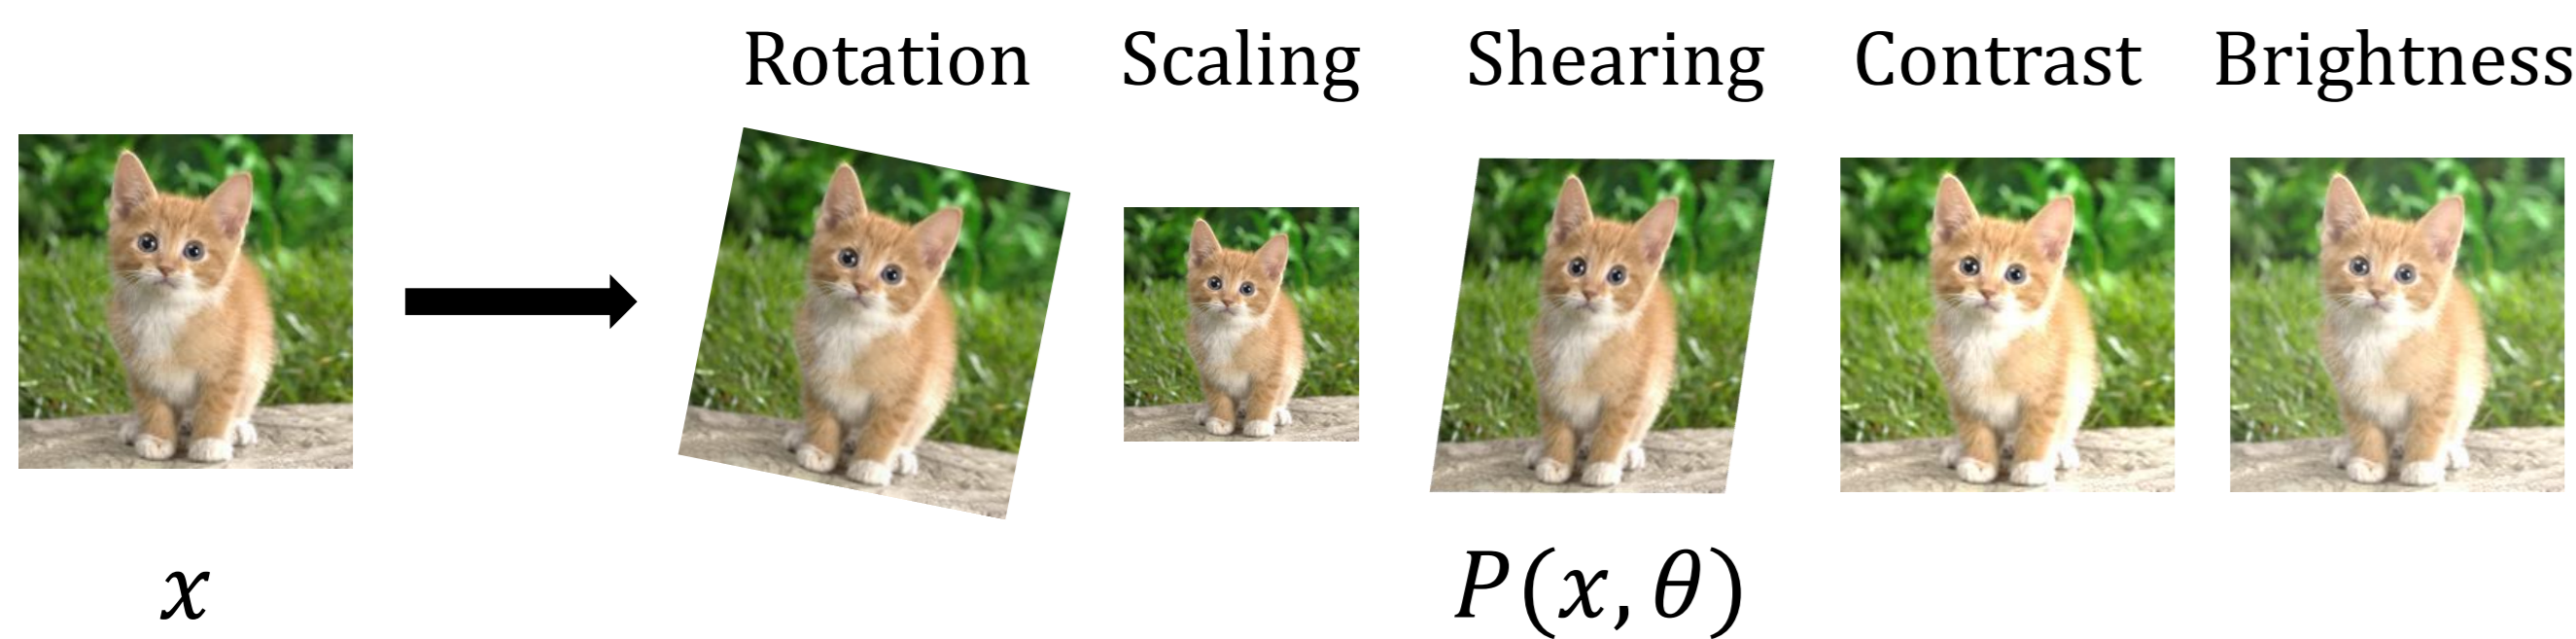 Rotation Scaling Shearing Contrast Brightness
x P(x, θ)